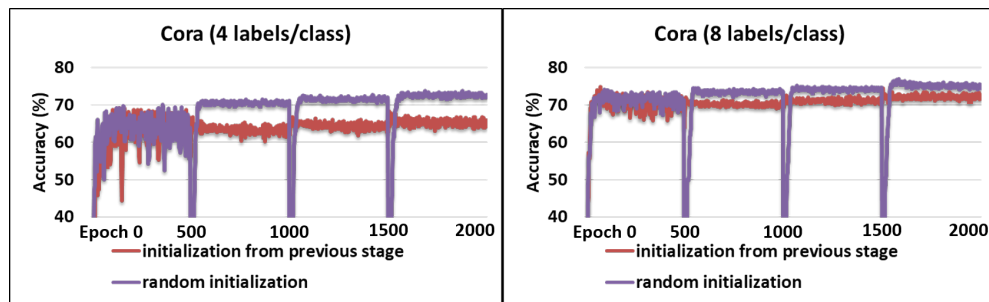 Cora (4 labels/class)
80
70
60
50
40
Accuracy (%)
Epoch 0 500 1000 1500 2000
initialization from previous stage
random initialization
Cora (8 labels/class)
80
70
60
50
40
Accuracy (%)
Epoch 0 500 1000 1500 2000
initialization from previous stage
random initialization